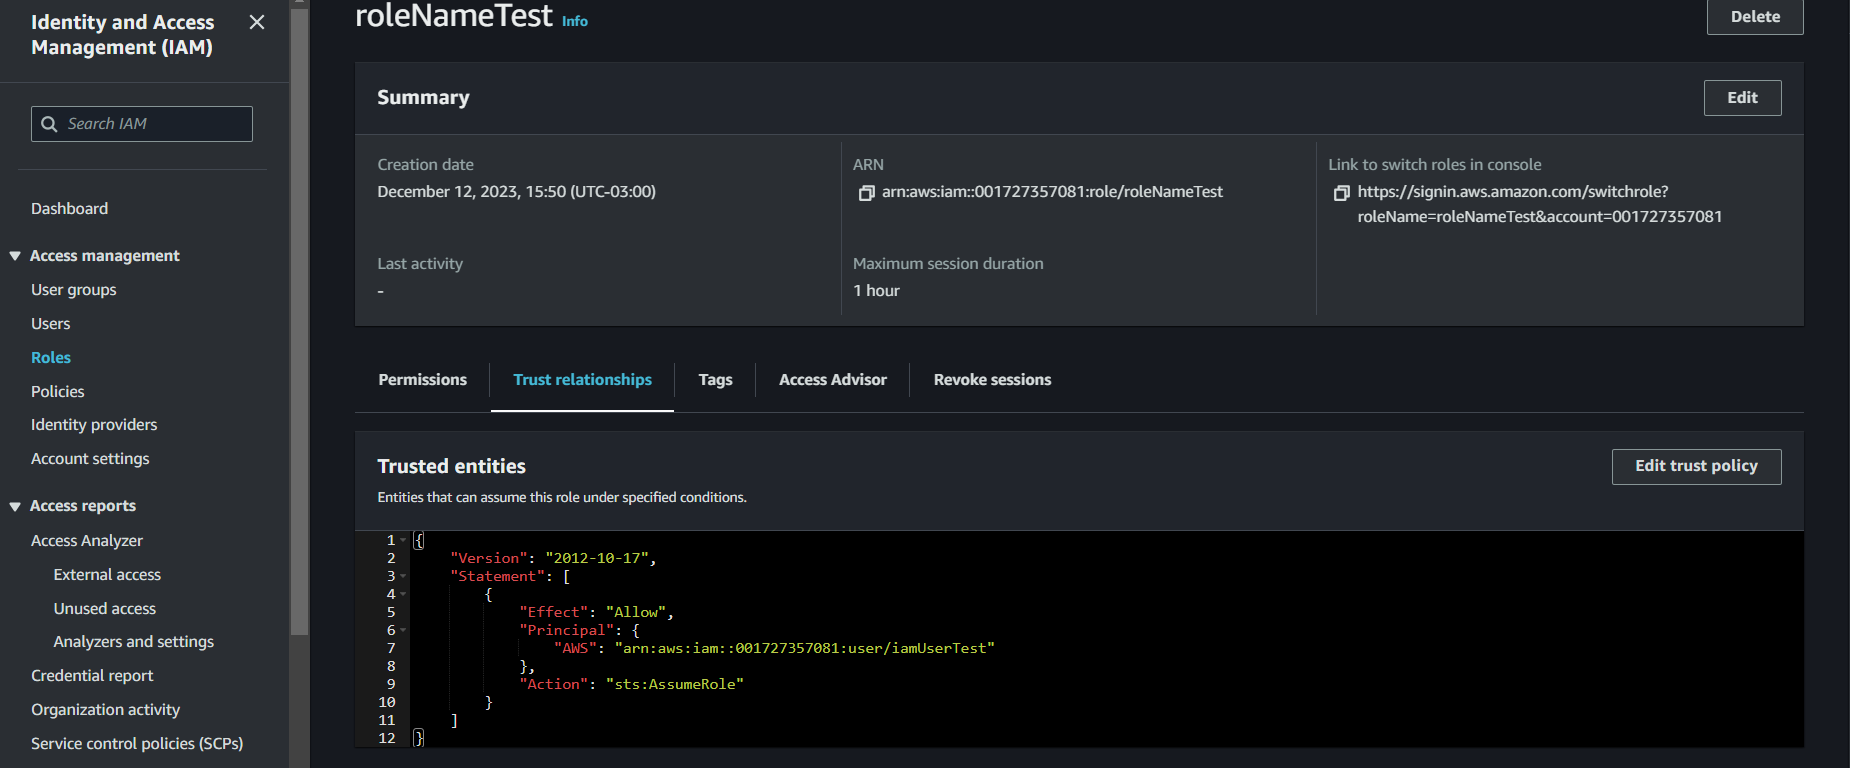 Identity and Access
Management (IAM)
Search IAM
Dashboard
Access management
User groups
Users
Roles
Policies
Identity providers
Account settings
Access reports
Access Analyzer
External access
Unused access
Analyzers and settings
Credential report
Organization activity
Service control policies (SCPs)
roleNameTest Info
Delete
Summary
Edit
Creation date
December 12, 2023, 15:50 (UTC-03:00)
ARN
arn:aws:iam::001727357081:role/roleNameTest
Link to switch roles in console
https://signin.aws.amazon.com/switchrole?
roleName=roleNameTest&account=001727357081
Last activity
-
Maximum session duration
1 hour
Permissions
Trust relationships
Tags
Access Advisor
Revoke sessions
Trusted entities
Edit trust policy
Entities that can assume this role under specified conditions.
1 {
2 "Version": "2012-10-17",
3 "Statement": [
4 {
5 "Effect": "Allow",
6 "Principal": {
7 "AWS": "arn:aws:iam::001727357081:user/iamUserTest"
8 },
9 "Action": "sts:AssumeRole"
10 }
11 ]
12 }